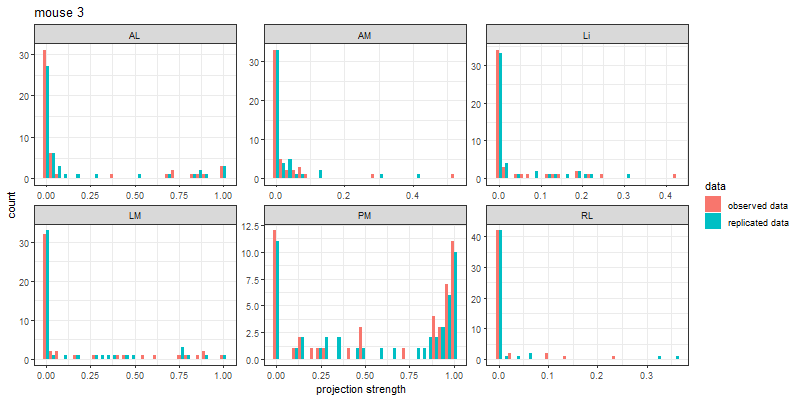 mouse 3
AL
AM
Li
30
20
10
0
0.00 0.25 0.50 0.75 1.00
30
20
10
0
0.0 0.2 0.4
30
20
10
0
0.0 0.1 0.2 0.3 0.4
count
LM
PM
RL
30
20
10
0
0.00 0.25 0.50 0.75 1.00
12.5
10.0
7.5
5.0
2.5
0.0
0.00 0.25 0.50 0.75 1.00
40
30
20
10
0
0.0 0.1 0.2 0.3
projection strength
data
observed data
replicated data